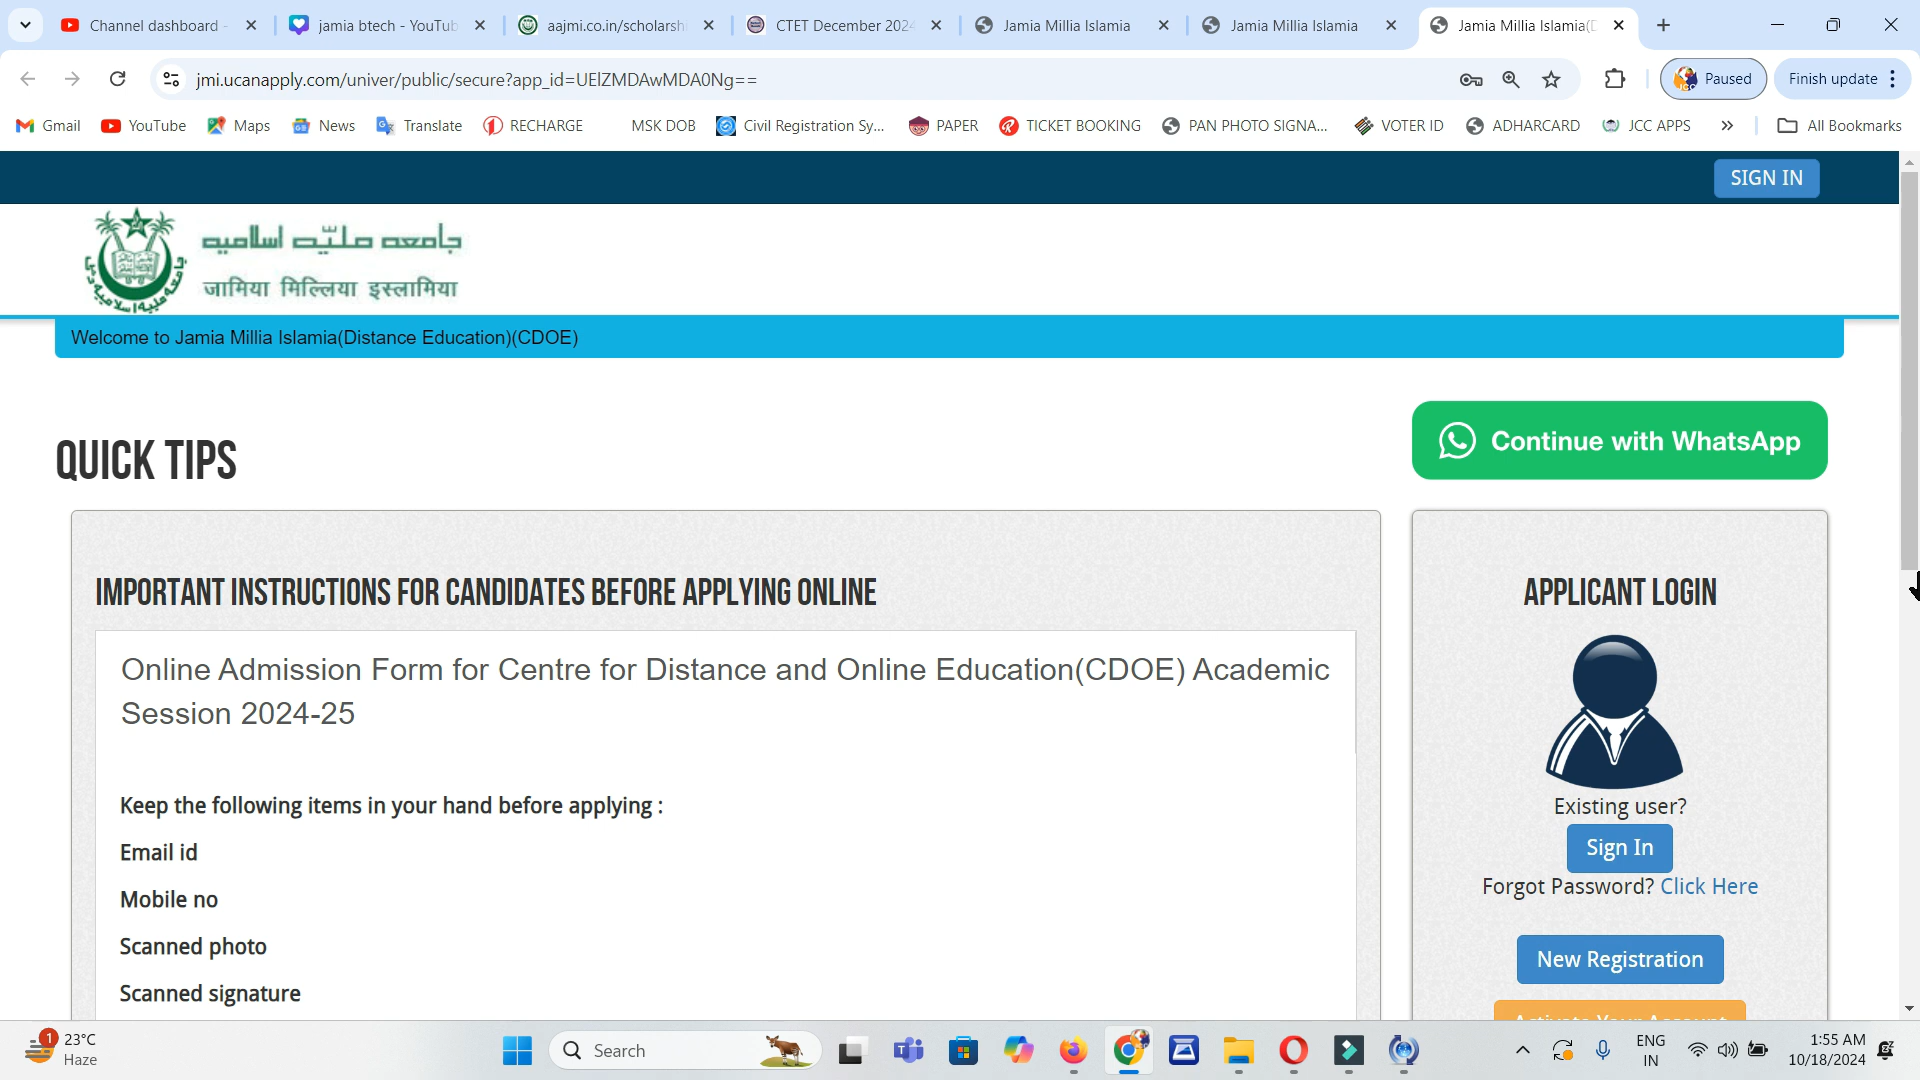 Channel dashboard -
jamia btech - YouTub
aajmi.co.in/scholarsh
CTET December 2024
Jamia Millia Islamia
Jamia Millia Islamia
Jamia Millia Islamia(D
jmi.ucanapply.com/univer/public/secure?app_id=UElZMDAwMDA0Ng==
Paused
Finish update
Gmail
YouTube
Maps
News
Translate
RECHARGE
MSK DOB
Civil Registration Sy...
PAPER
TICKET BOOKING
PAN PHOTO SIGNA...
VOTER ID
ADHARCARD
JCC APPS
All Bookmarks
SIGN IN
جامعه ملیّہ اسلامیہ
जामिया मिल्लिया इस्लामिया
Welcome to Jamia Millia Islamia(Distance Education)(CDOE)
QUICK TIPS
Continue with WhatsApp
IMPORTANT INSTRUCTIONS FOR CANDIDATES BEFORE APPLYING ONLINE
Online Admission Form for Centre for Distance and Online Education(CDOE) Academic
Session 2024-25
Keep the following items in your hand before applying :
Email id
Mobile no
Scanned photo
Scanned signature
APPLICANT LOGIN
Existing user?
Sign In
Forgot Password? Click Here
New Registration
Activate Your Account
1
23°C
Haze
Search
ENG
IN
1:55 AM
10/18/2024